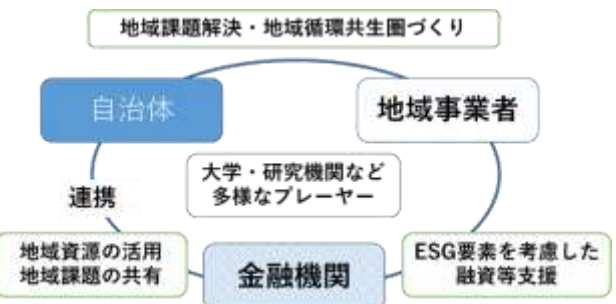 地域課題解決・地域循環共生圏づくり
自治体
地域事業者
大学・研究機関など
多様なプレーヤー
連携
地域資源の活用
地域課題の共有
金融機関
ESG要素を考慮した
融資等支援